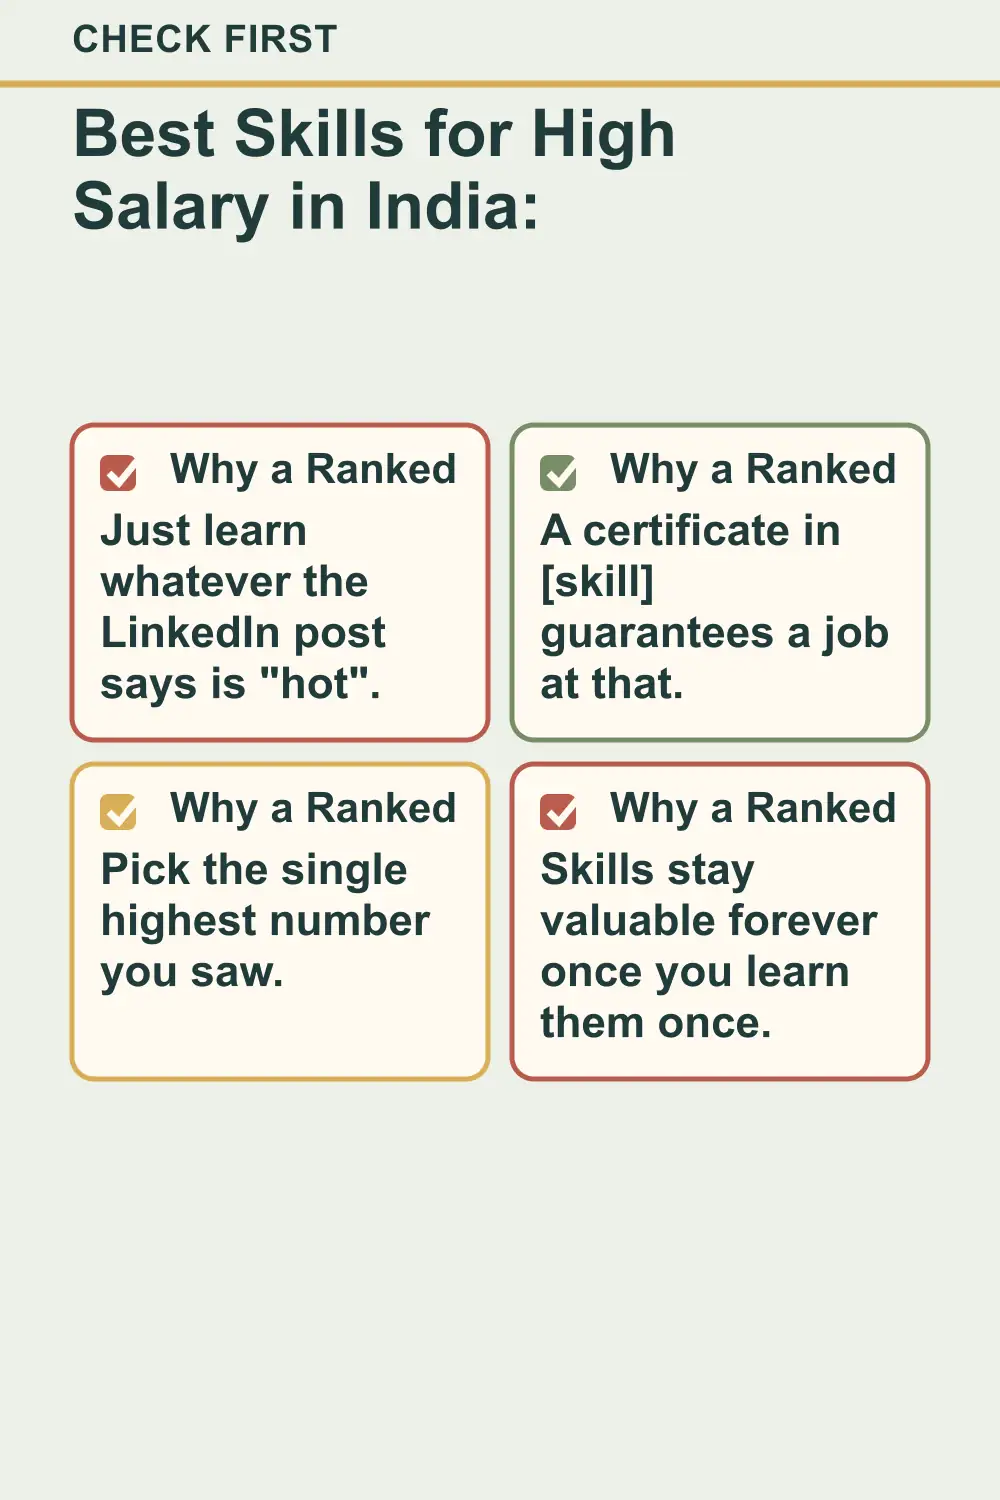 CHECK FIRST
Best Skills for High
Salary in India:
Why a Ranked
Just learn
whatever the
LinkedIn post
says is "hot".
Why a Ranked
A certificate in
[skill]
guarantees a job
at that.
Why a Ranked
Pick the single
highest number
you saw.
Why a Ranked
Skills stay
valuable forever
once you learn
them once.